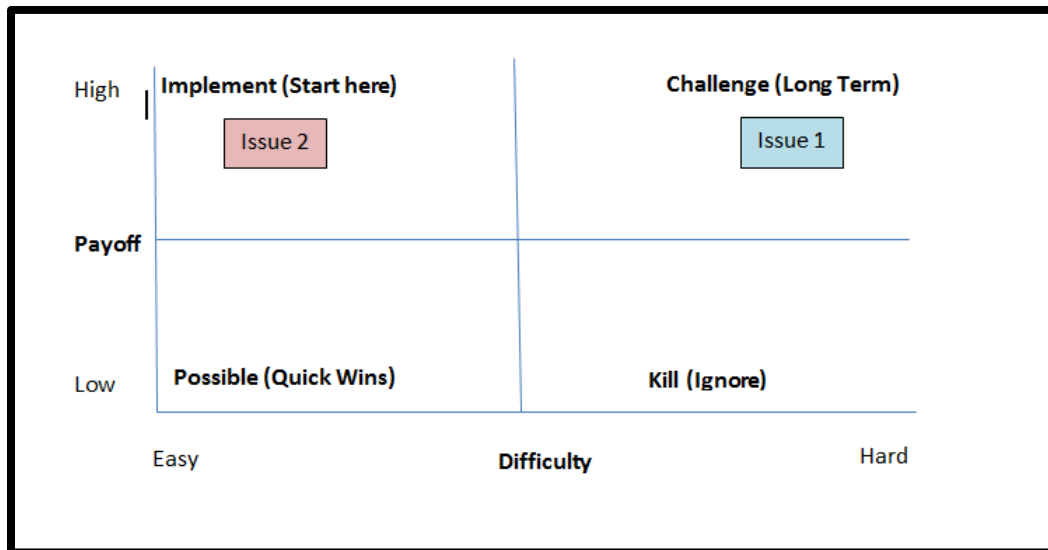 High
Implement (Start here)
Challenge (Long Term)
Issue 2
Issue 1
Payoff
Low
Possible (Quick Wins)
Kill (Ignore)
Easy
Difficulty
Hard